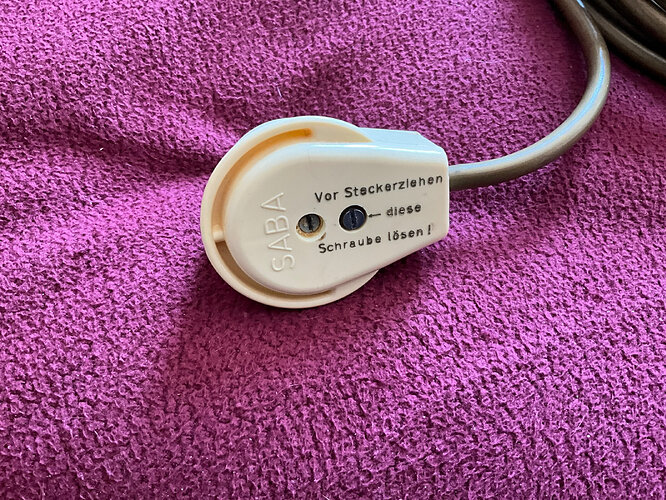 SABA
Vor Steckerziehen
← diese
Schraube lösen!